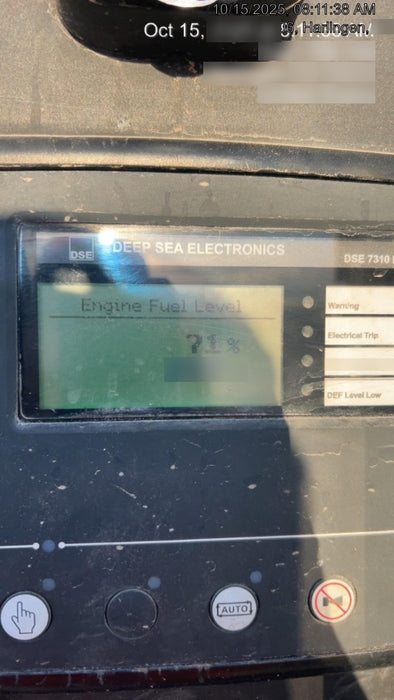 10/15/2025, 08:11:38 AM
Oct 15,
Harlingen,
DSE
DEEP SEA ELECTRONICS
DSE 7310
Engine Fuel Level
71 %
Warning
Electrical Trip
DEF Level Low
AUTO